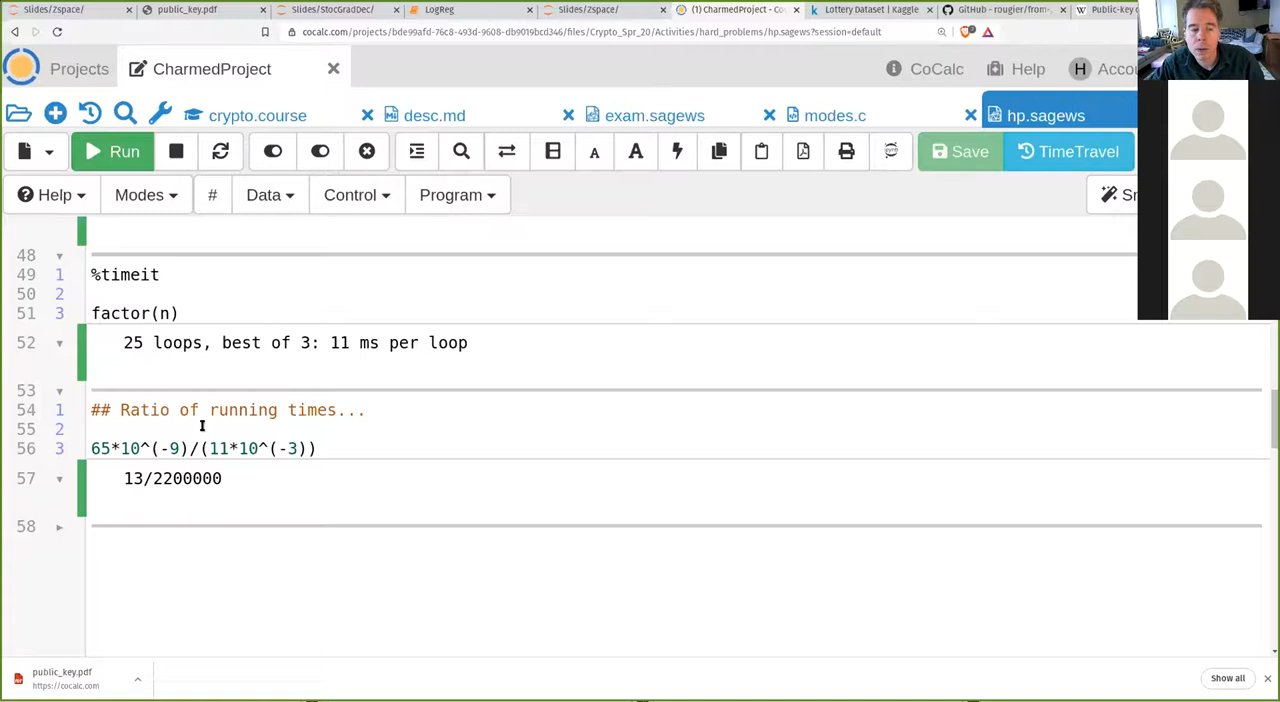 Slides/Zspace/
public_key.pdf
Slides/StocGradDec/
LogReg
Slides/Zspace/
(1) CharmedProject - Co
Lottery Dataset | Kaggle
GitHub - rougier/from-
Public-key
cocalc.com/projects/bde99afd-76c8-493d-9608-db9019bcd346/files/Crypto_Spr_20/Activities/hard_problems/hp.sagews?session=default
Projects
CharmedProject
CoCalc
Help
H
Accou
crypto.course
desc.md
exam.sagews
modes.c
hp.sagews
Run
A
A
Save
TimeTravel
Help
Modes
#
Data
Control
Program
Sn
48
49 1 %timeit
50 2
51 3 factor(n)
52 25 loops, best of 3: 11 ms per loop
53
54 1 ## Ratio of running times...
55 2
56 3 65*10^(-9)/(11*10^(-3))
57 13/2200000
58
public_key.pdf
https://cocalc.com
Show all